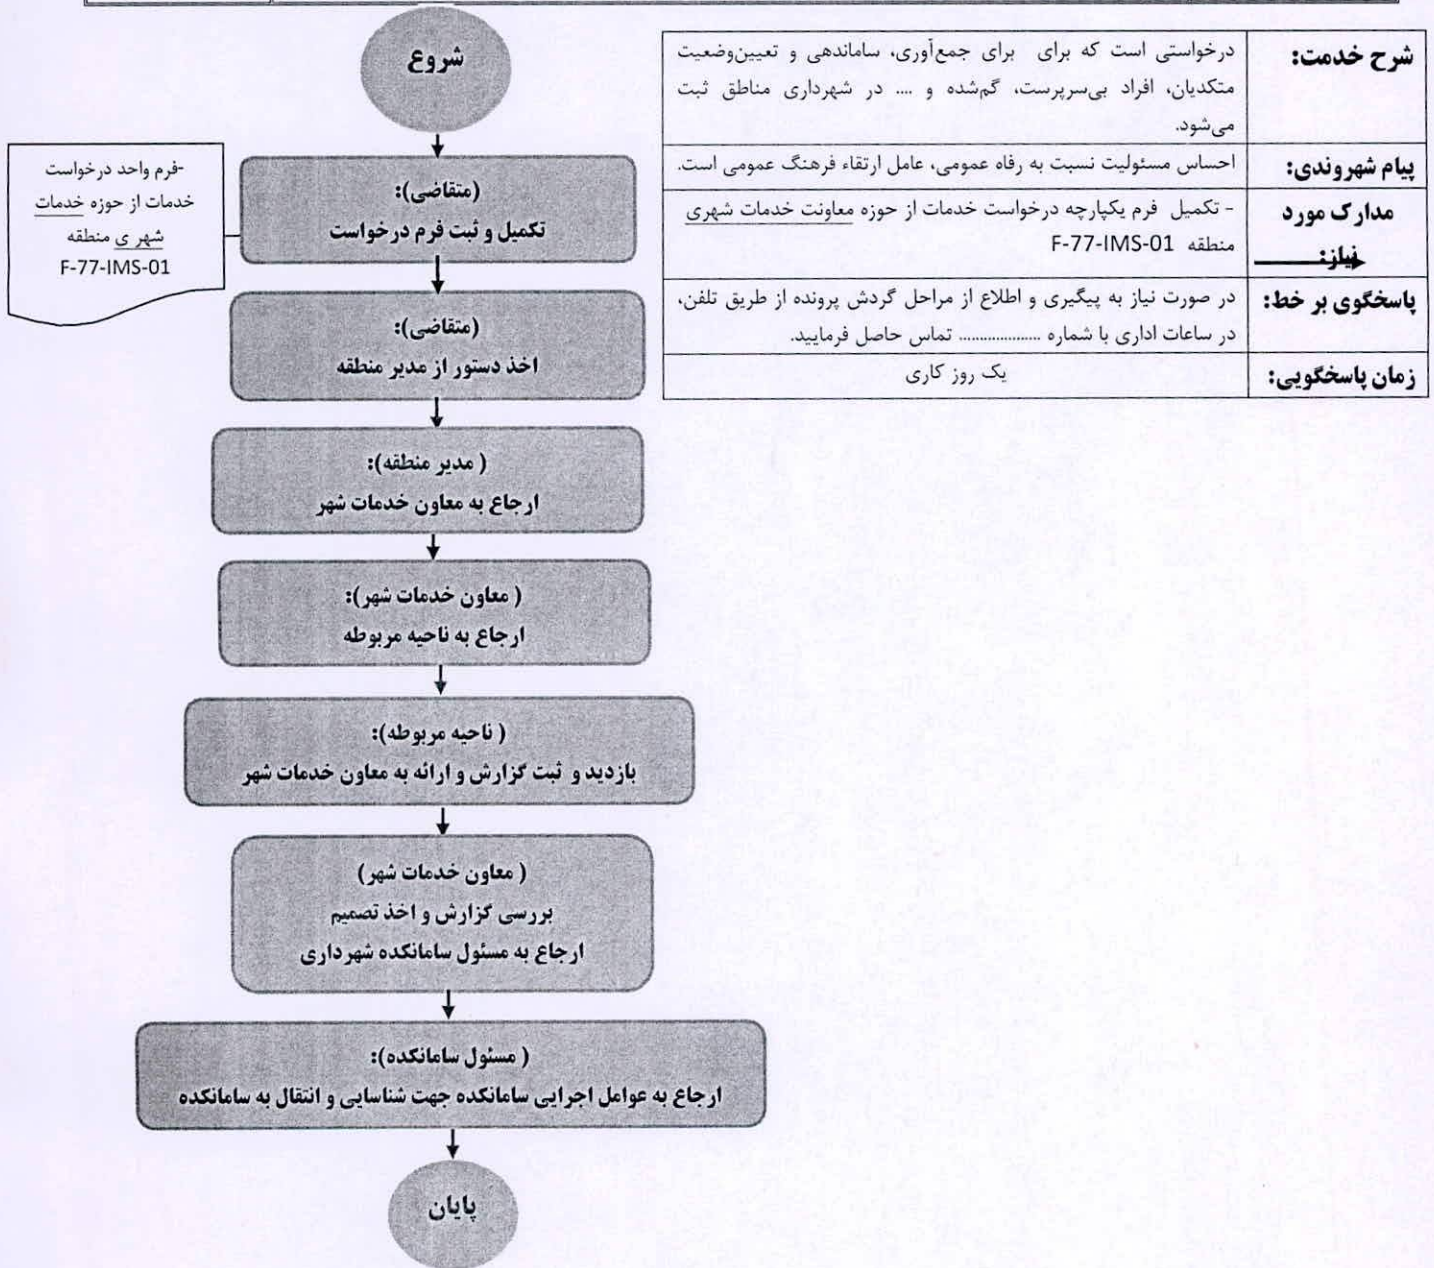 شرح خدمت:
درخواستی است که برای برای جمع‌آوری، ساماندهی و تعیین‌وضعیت
متکدیان، افراد بی‌سرپرست، گم‌شده و .... در شهرداری مناطق ثبت
می‌شود.
پیام شهروندی:
احساس مسئولیت نسبت به رفاه عمومی، عامل ارتقاء فرهنگ عمومی است.
مدارک مورد
نیاز:
- تکمیل فرم یکپارچه درخواست خدمات از حوزه معاونت خدمات شهری
منطقه F-77-IMS-01
پاسخگوی بر خط:
در صورت نیاز به پیگیری و اطلاع از مراحل گردش پرونده از طریق تلفن،
در ساعات اداری با شماره .................... تماس حاصل فرمایید.
زمان پاسخگویی:
یک روز کاری
شروع
(متقاضی):
تکمیل و ثبت فرم درخواست
-فرم واحد درخواست
خدمات از حوزه خدمات
شهر ی منطقه
F-77-IMS-01
(متقاضی):
اخذ دستور از مدیر منطقه
( مدیر منطقه):
ارجاع به معاون خدمات شهر
( معاون خدمات شهر):
ارجاع به ناحیه مربوطه
( ناحیه مربوطه):
بازدید و ثبت گزارش و ارائه به معاون خدمات شهر
( معاون خدمات شهر)
بررسی گزارش و اخذ تصمیم
ارجاع به مسئول سامانکده شهرداری
( مسئول سامانکده):
ارجاع به عوامل اجرایی سامانکده جهت شناسایی و انتقال به سامانکده
پایان